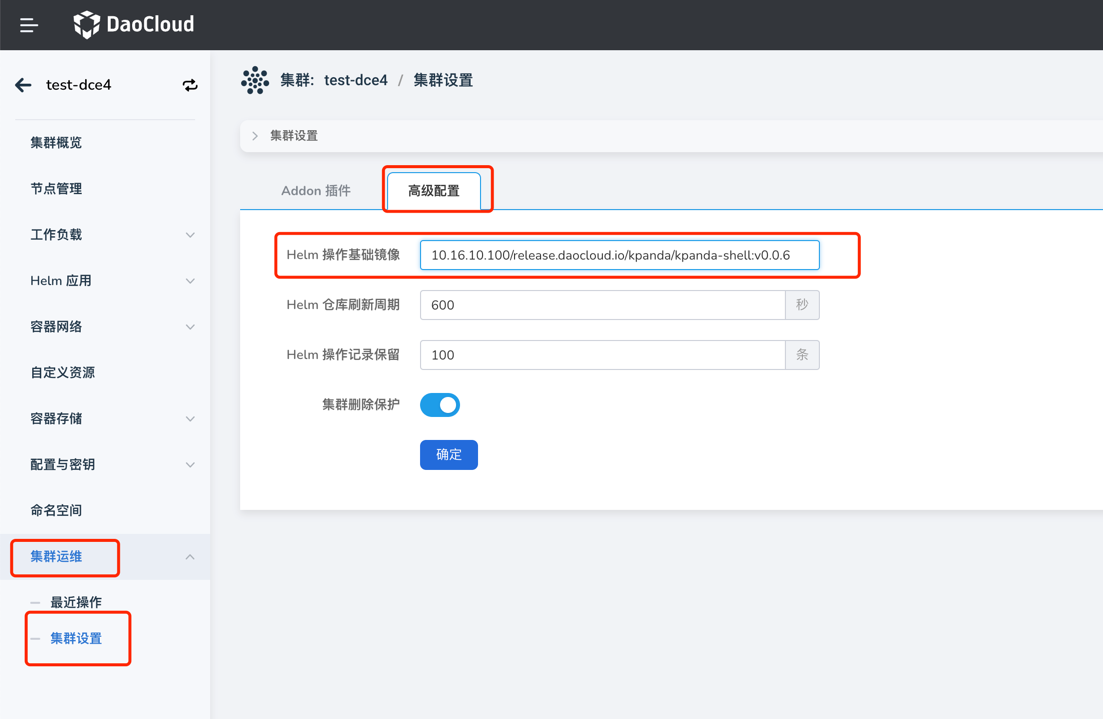 DaoCloud
test-dce4
集群概览
节点管理
工作负载
Helm 应用
容器网络
自定义资源
容器存储
配置与密钥
命名空间
集群运维
最近操作
集群设置
集群: test-dce4 / 集群设置
集群设置
Addon 插件 高级配置
Helm 操作基础镜像 10.16.10.100/release.daocloud.io/kpanda/kpanda-shell:v0.0.6
Helm 仓库刷新周期 600 秒
Helm 操作记录保留 100 条
集群删除保护
确定